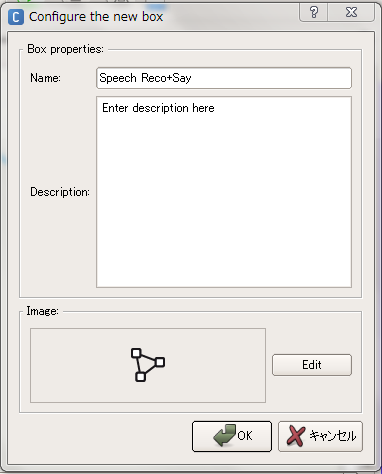 C Configure the new box
?
Box properties:
Name: Speech Reco+Say
Description: Enter description here
Image:
Edit
OK
キャンセル